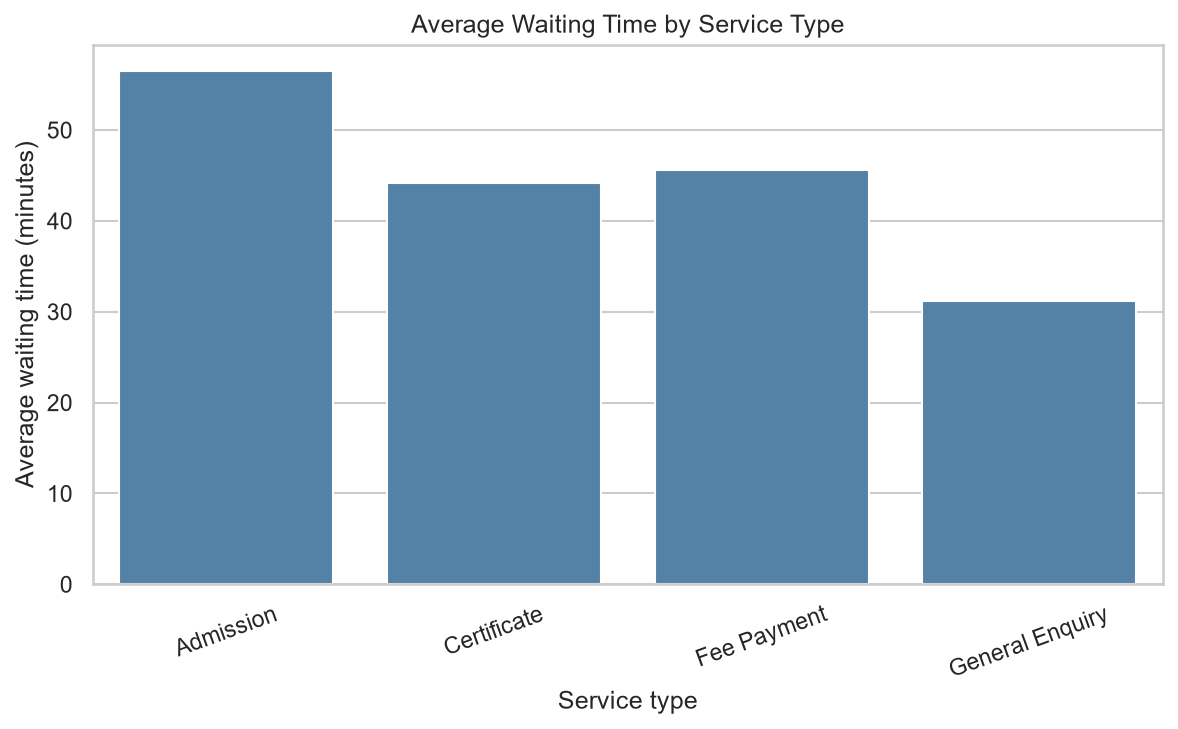 Average Waiting Time by Service Type
Average waiting time (minutes)
50
40
30
20
10
0
Admission
Certificate
Fee Payment
General Enquiry
Service type